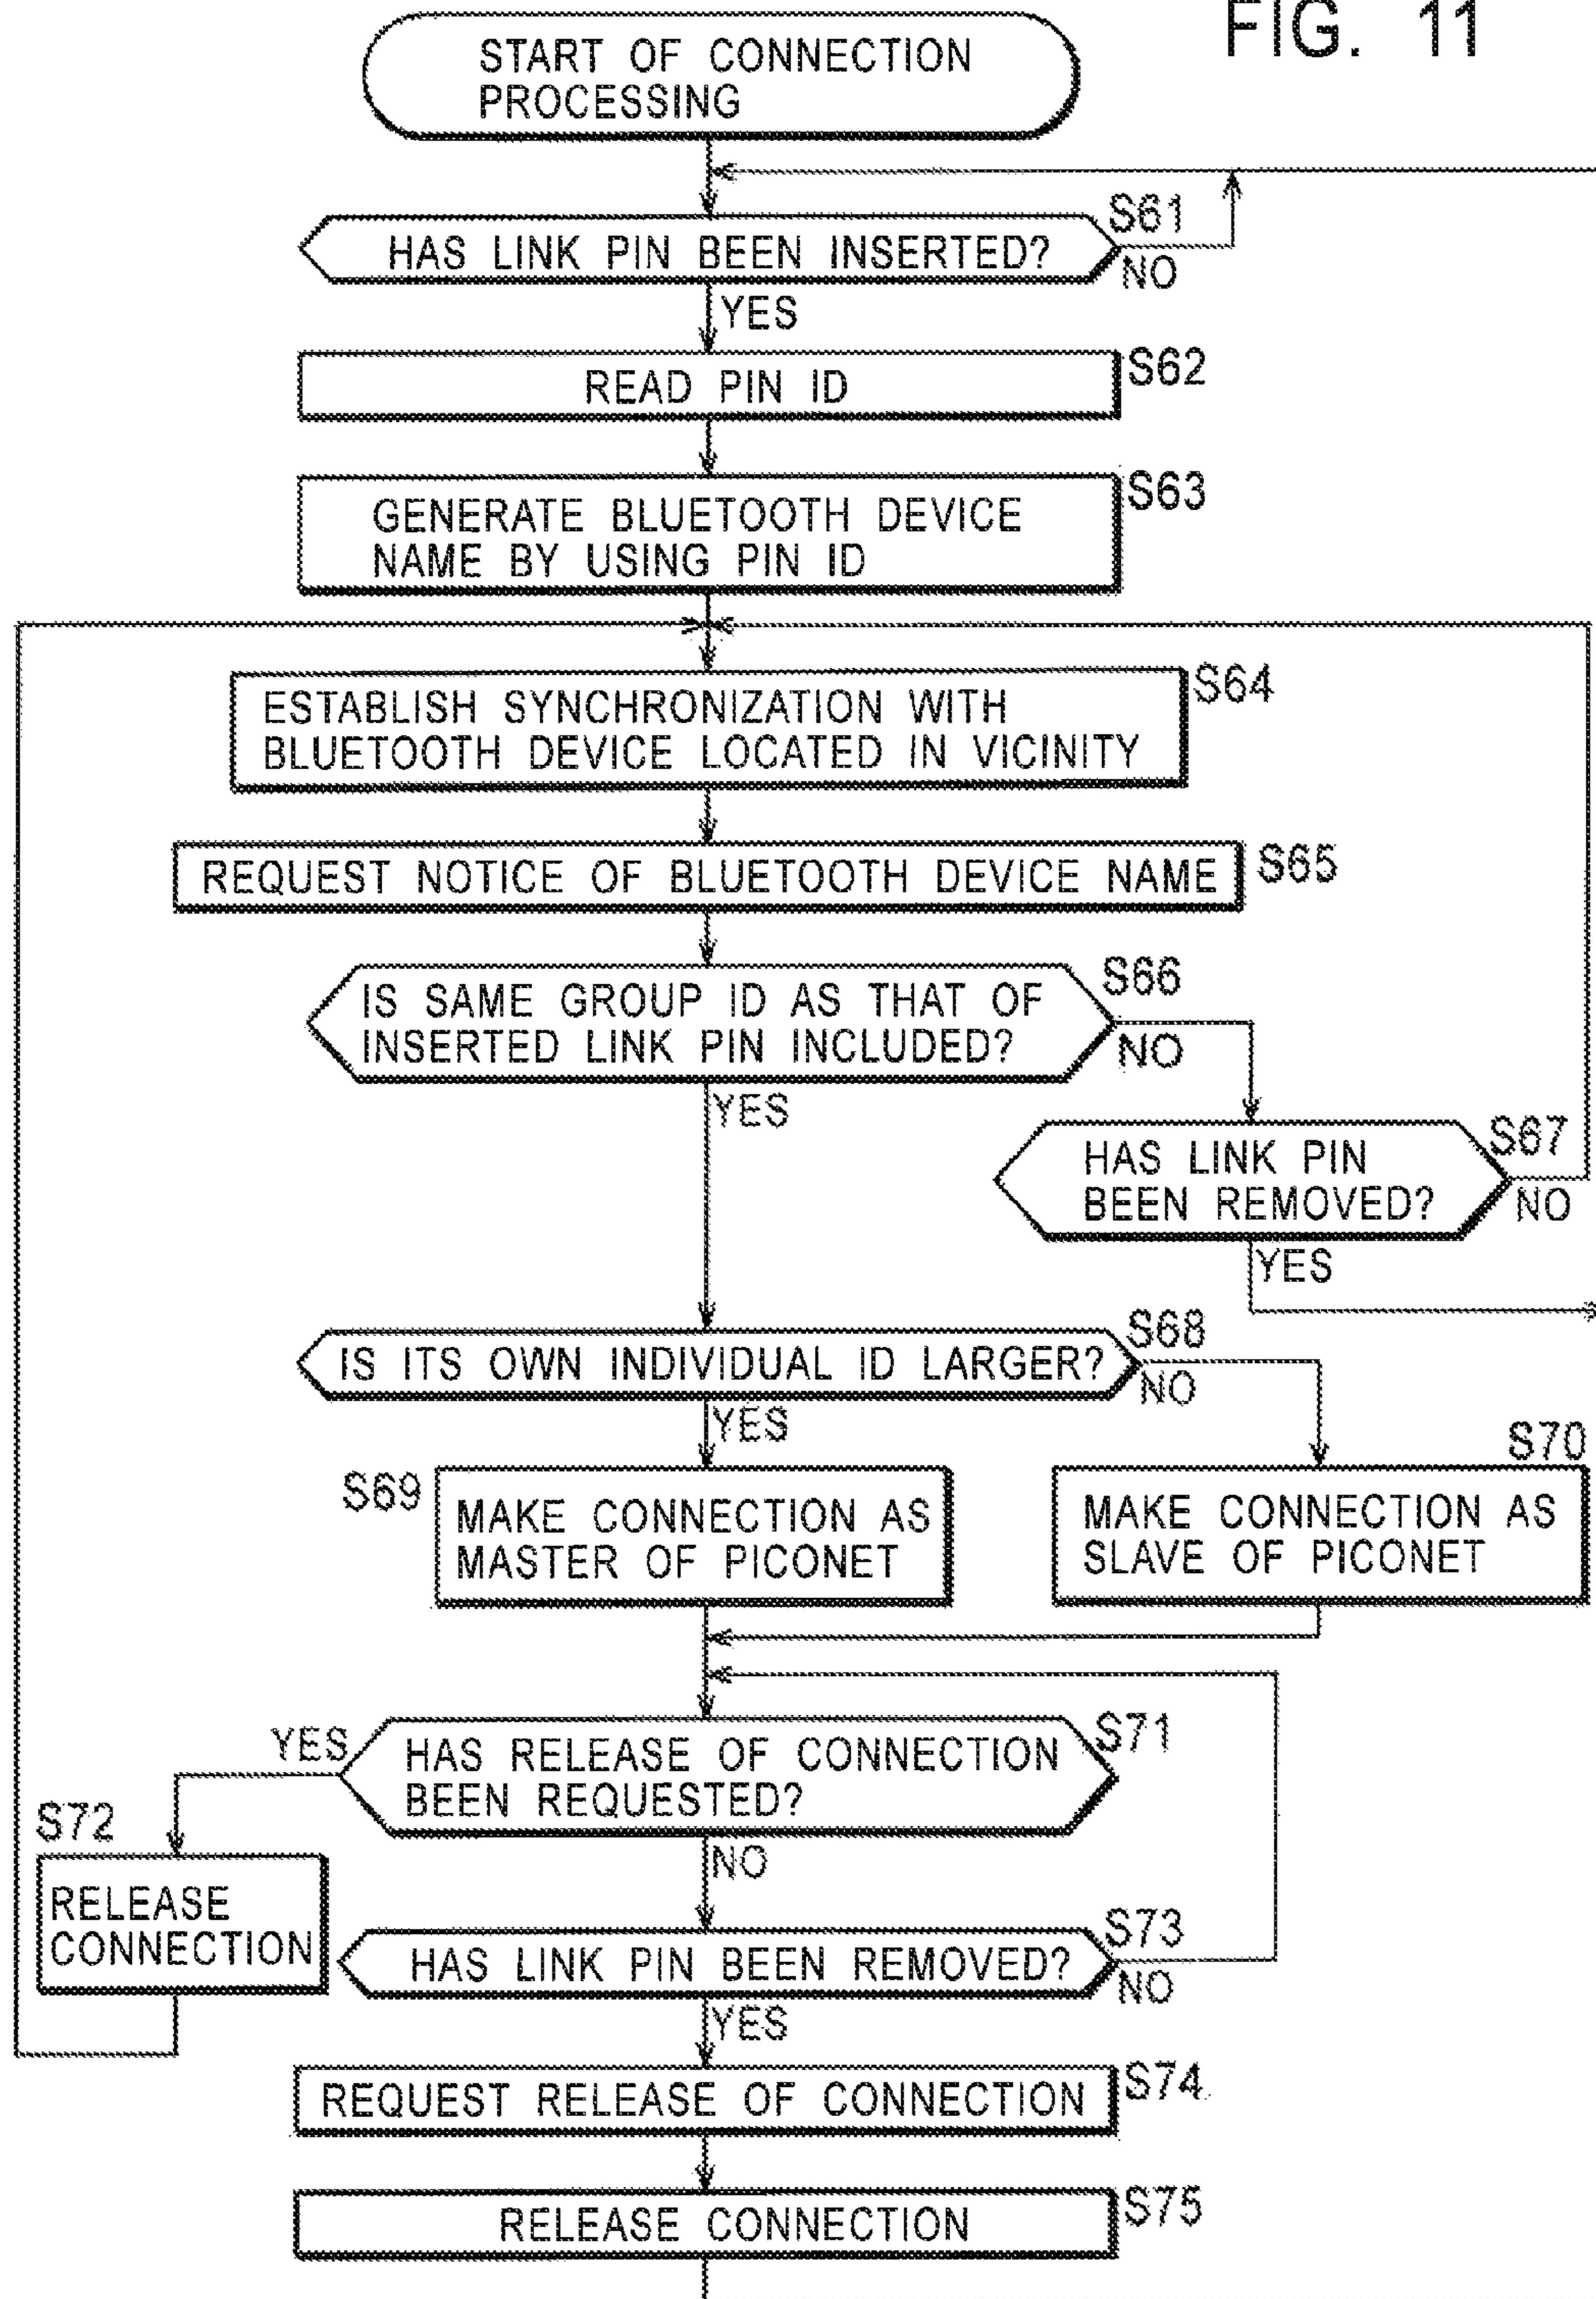 FIG. 11
START OF CONNECTION
PROCESSING
S61
HAS LINK PIN BEEN INSERTED?
NO
YES
S62
READ PIN ID
S63
GENERATE BLUETOOTH DEVICE
NAME BY USING PIN ID
S64
ESTABLISH SYNCHRONIZATION WITH
BLUETOOTH DEVICE LOCATED IN VICINITY
REQUEST NOTICE OF BLUETOOTH DEVICE NAME
S65
S66
IS SAME GROUP ID AS THAT OF
INSERTED LINK PIN INCLUDED?
NO
YES
S67
HAS LINK PIN
BEEN REMOVED?
NO
YES
S68
IS ITS OWN INDIVIDUAL ID LARGER?
NO
YES
S69
MAKE CONNECTION AS
MASTER OF PICONET
S70
MAKE CONNECTION AS
SLAVE OF PICONET
YES
S71
HAS RELEASE OF CONNECTION
BEEN REQUESTED?
S72
NO
RELEASE
CONNECTION
S73
HAS LINK PIN BEEN REMOVED?
NO
YES
S74
REQUEST RELEASE OF CONNECTION
S75
RELEASE CONNECTION